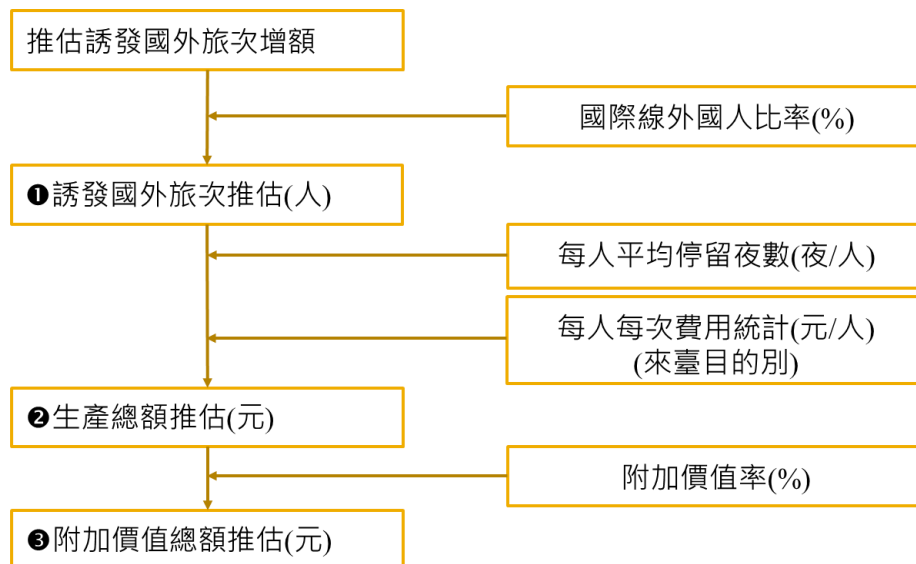 推估誘發國外旅次增額
國際線外國人比率(%)
❶誘發國外旅次推估(人)
每人平均停留夜數(夜/人)
每人每次費用統計(元/人)
(來臺目的別)
❷生產總額推估(元)
附加價值率(%)
❸附加價值總額推估(元)